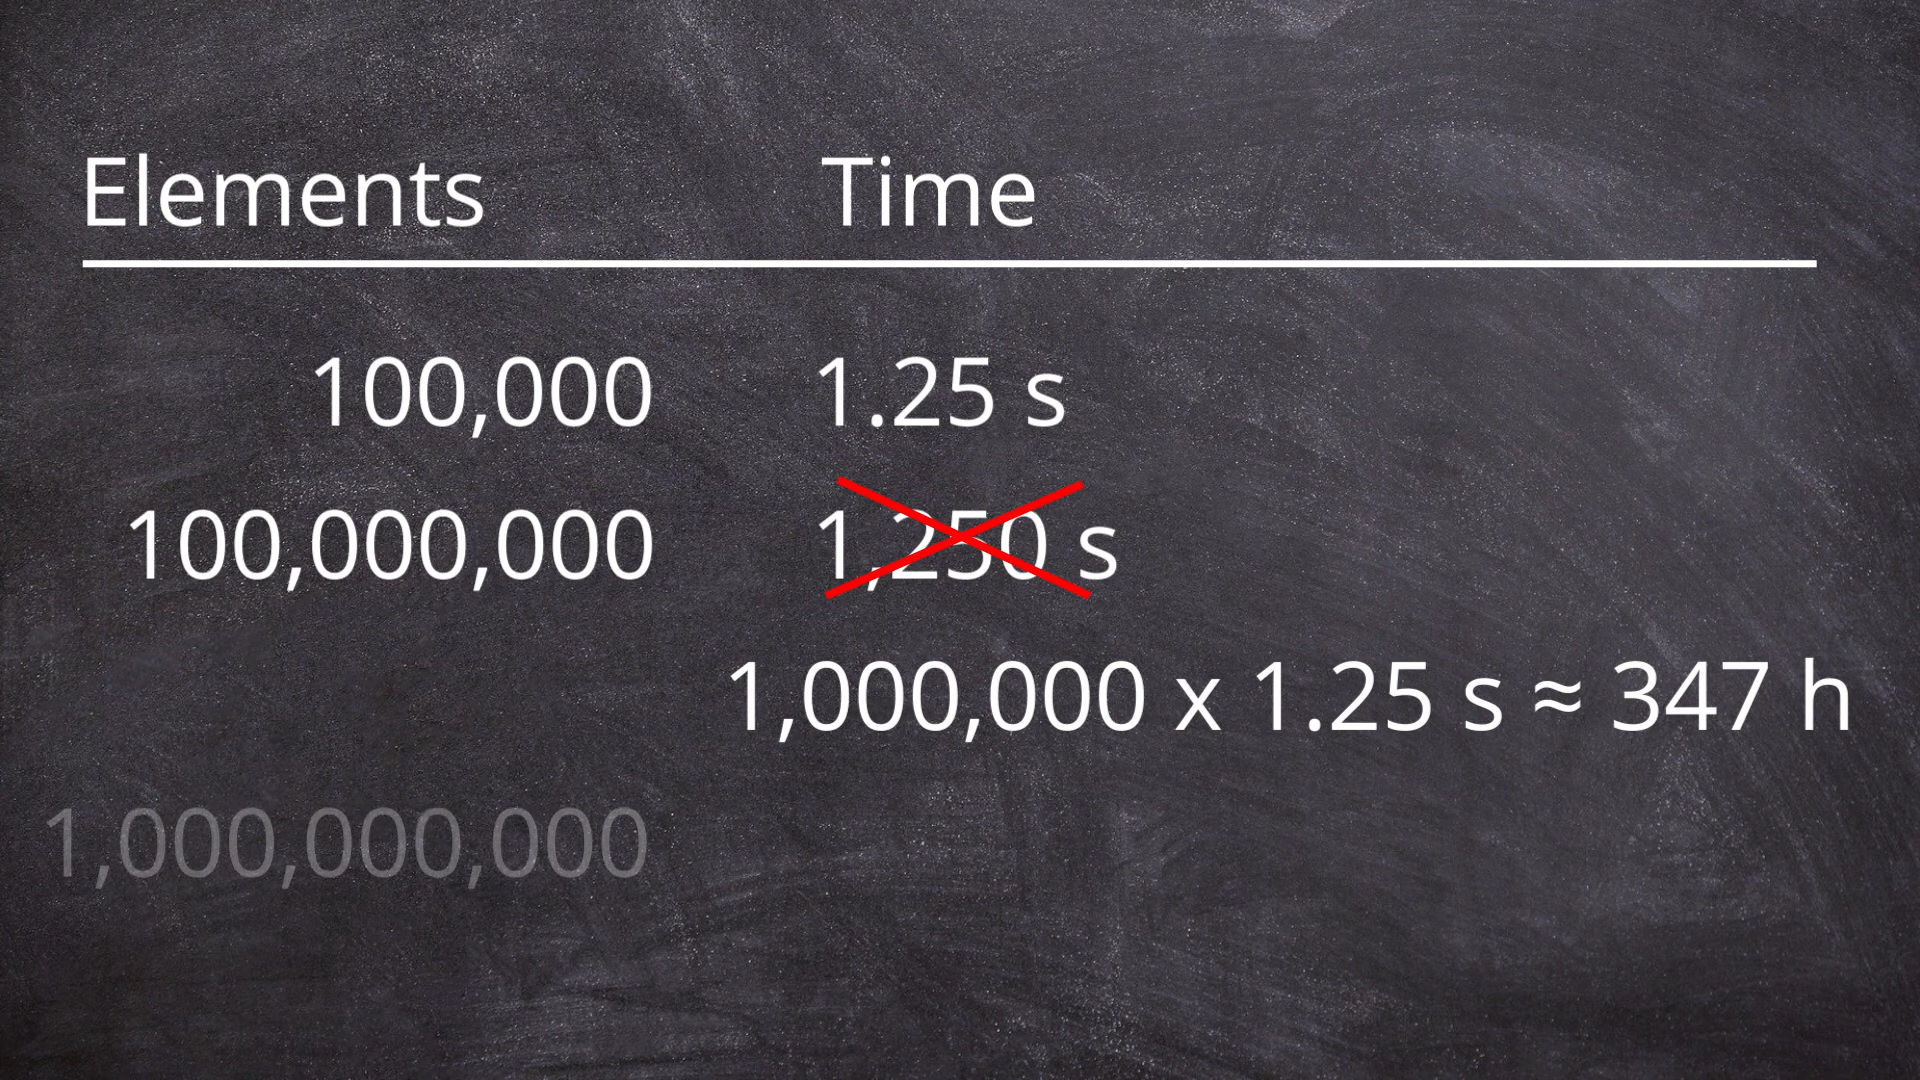 Elements Time
100,000 1.25 s
100,000,000 1,250 s
1,000,000 x 1.25 s ≈ 347 h
1,000,000,000